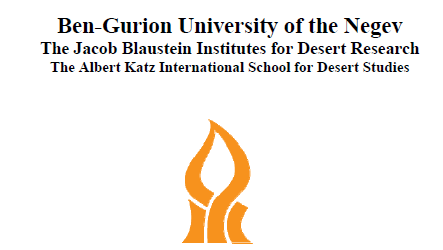 Ben-Gurion University of the Negev
The Jacob Blaustein Institutes for Desert Research
The Albert Katz International School for Desert Studies